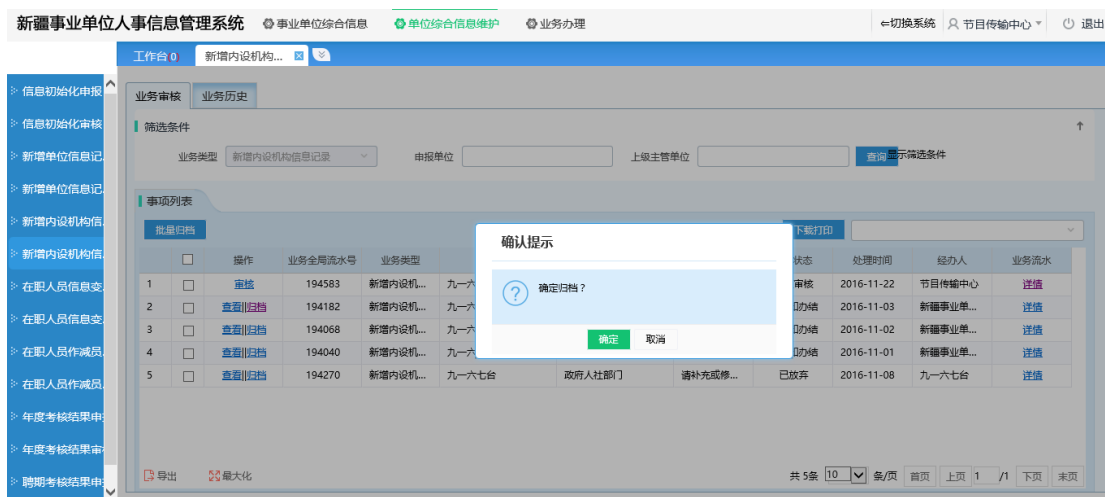 新疆事业单位人事信息管理系统 事业单位综合信息 单位综合信息维护 业务办理 切换系统 节目传输中心 退出
工作台[0] 新增内设机构...
信息初始化申报
信息初始化审核
新增单位信息记
新增单位信息记
新增内设机构信
新增内设机构信
在职人员信息变
在职人员信息变
在职人员作减员
在职人员作减员
年度考核结果申
年度考核结果审
聘期考核结果申
业务审核 业务历史
筛选条件
业务类型 新增内设机构信息记录 申报单位 上级主管单位 查询 显示筛选条件
事项列表
批量归档 下载打印
操作 业务全局流水号 业务类型 状态 处理时间 经办人 业务流水
1 审核 194583 新增内设机... 九一六 审核 2016-11-22 节目传输中心 详情
2 查看||归档 194182 新增内设机... 九一六 办结 2016-11-03 新疆事业单... 详情
3 查看||归档 194068 新增内设机... 九一六 办结 2016-11-02 新疆事业单... 详情
4 查看||归档 194040 新增内设机... 九一六 办结 2016-11-01 新疆事业单... 详情
5 查看||归档 194270 新增内设机... 九一六七台 政府人社部门 请补充或修... 已放弃 2016-11-08 九一六七台 详情
确认提示
确定归档？
确定 取消
导出 最大化 共 5条 10 条/页 首页 上页 1 /1 下页 末页